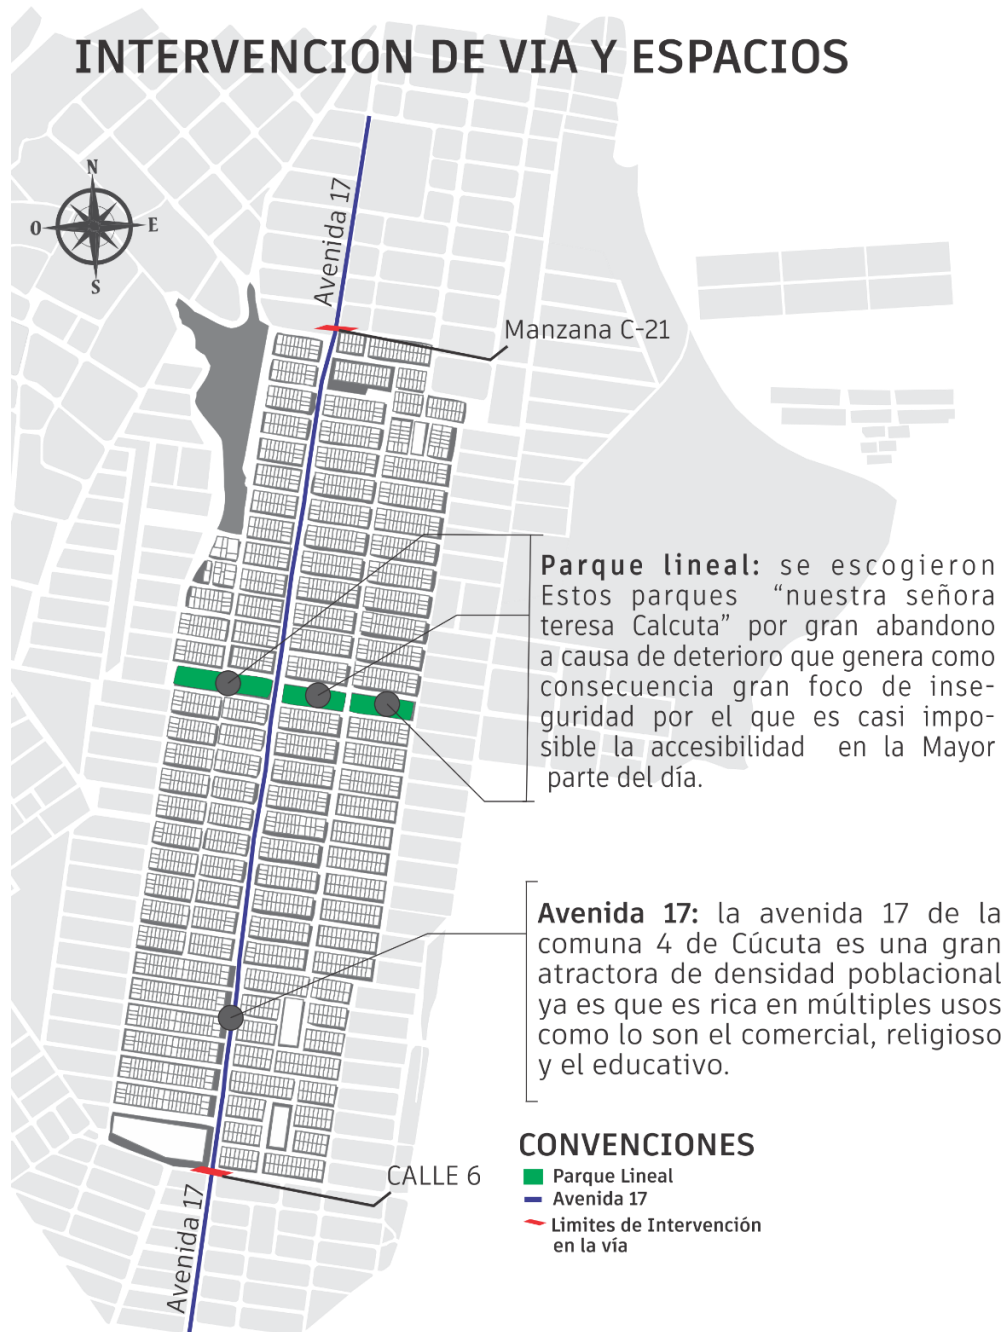 INTERVENCION DE VIA Y ESPACIOS
N
O
E
S
Avenida 17
Manzana C-21
Parque lineal: se escogieron
Estos parques "nuestra señora
teresa Calcuta" por gran abandono
a causa de deterioro que genera como
consecuencia gran foco de inse-
guridad por el que es casi impo-
sible la accesibilidad en la Mayor
parte del día.
Avenida 17: la avenida 17 de la
comuna 4 de Cúcuta es una gran
atractora de densidad poblacional
ya es que es rica en múltiples usos
como lo son el comercial, religioso
y el educativo.
CONVENCIONES
Parque Lineal
Avenida 17
Limites de Intervención
en la vía
CALLE 6
Avenida 17